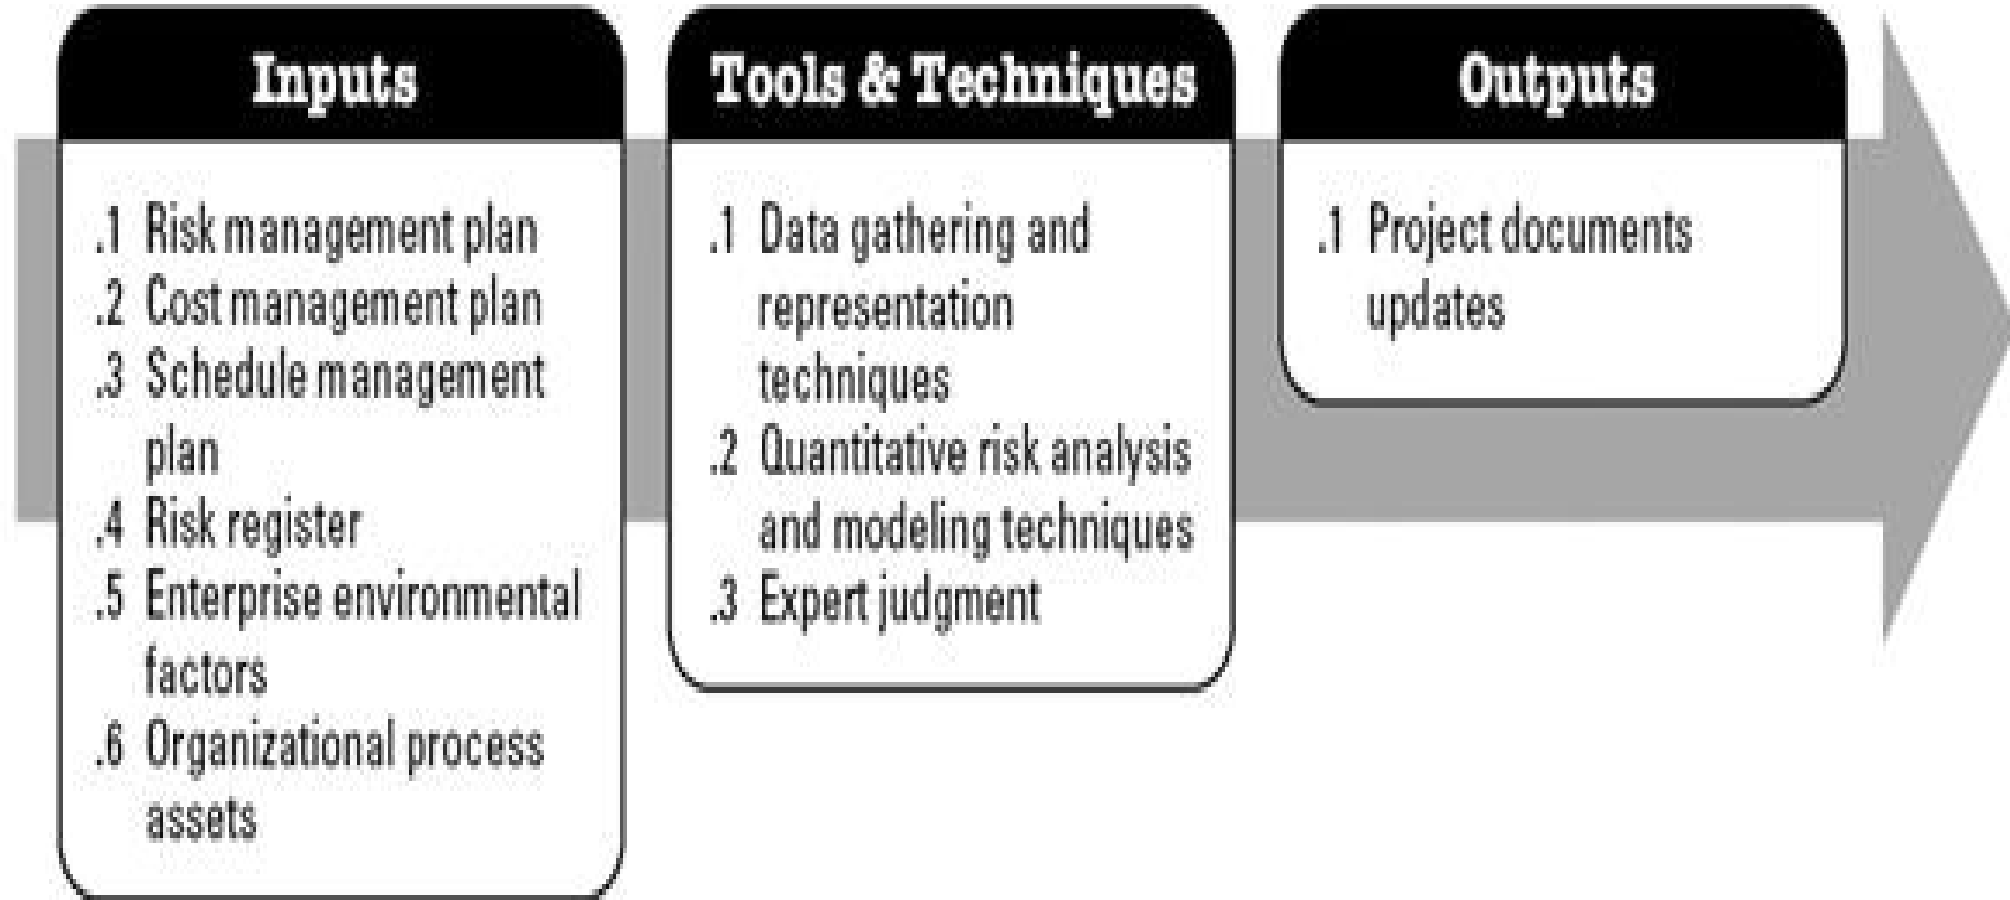 Inputs
.1 Risk management plan
.2 Cost management plan
.3 Schedule management
plan
.4 Risk register
.5 Enterprise environmental
factors
.6 Organizational process
assets
Tools & Techniques
.1 Data gathering and
representation
techniques
.2 Quantitative risk analysis
and modeling techniques
.3 Expert judgment
Outputs
.1 Project documents
updates